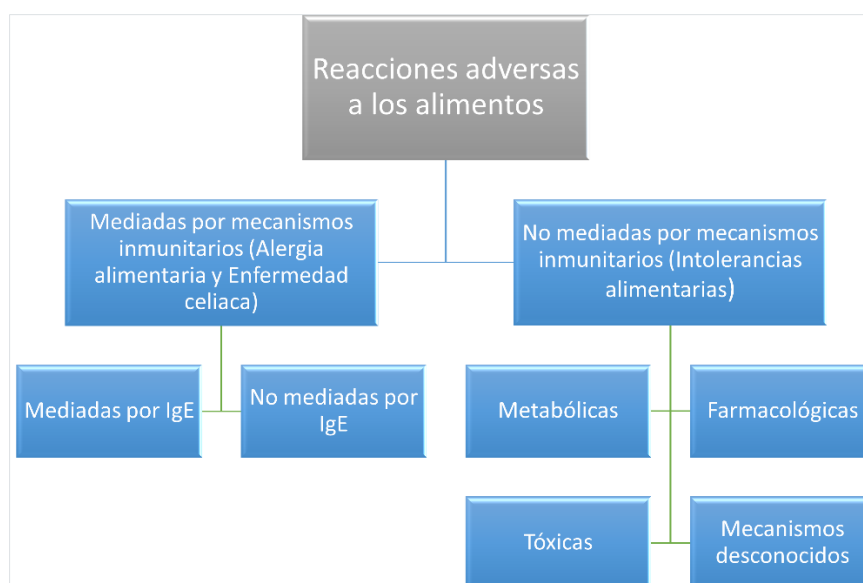 Reacciones adversas
a los alimentos
Mediadas por mecanismos
inmunitarios (Alergia
alimentaria y Enfermedad
celiaca)
No mediadas por mecanismos
inmunitarios (Intolerancias
alimentarias)
Mediadas por IgE
No mediadas por
IgE
Metabólicas
Farmacológicas
Tóxicas
Mecanismos
desconocidos